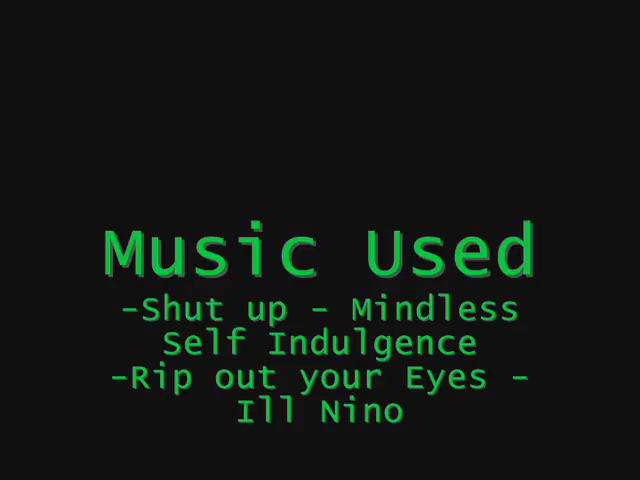 Music Used
-Shut up - Mindless
Self Indulgence
-Rip out your Eyes -
Ill Nino